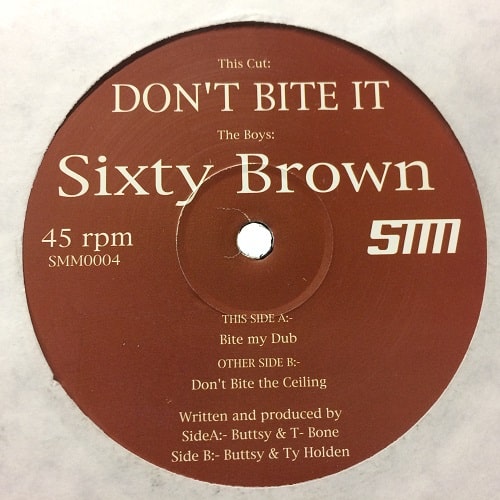 This Cut:
DON'T BITE IT
The Boys:
Sixty Brown
45 rpm
SMM0004
STM
THIS SIDE A:-
Bite my Dub
OTHER SIDE B:-
Don't Bite the Ceiling
Written and produced by
SideA:- Buttsy & T- Bone
Side B:- Buttsy & Ty Holden